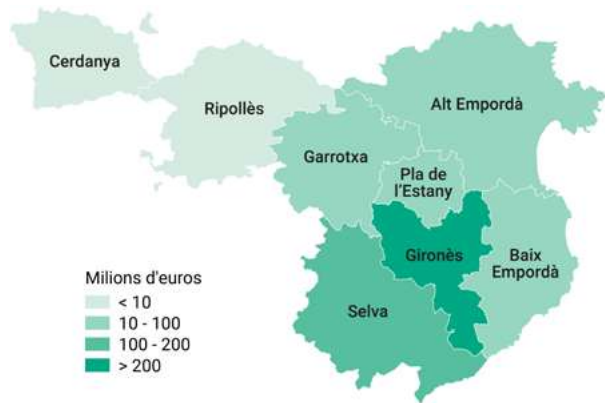 Cerdanya
Ripollès
Alt Empordà
Garrotxa
Pla de
l'Estany
Gironès
Baix
Empordà
Selva
Milions d'euros
< 10
10 - 100
100 - 200
> 200